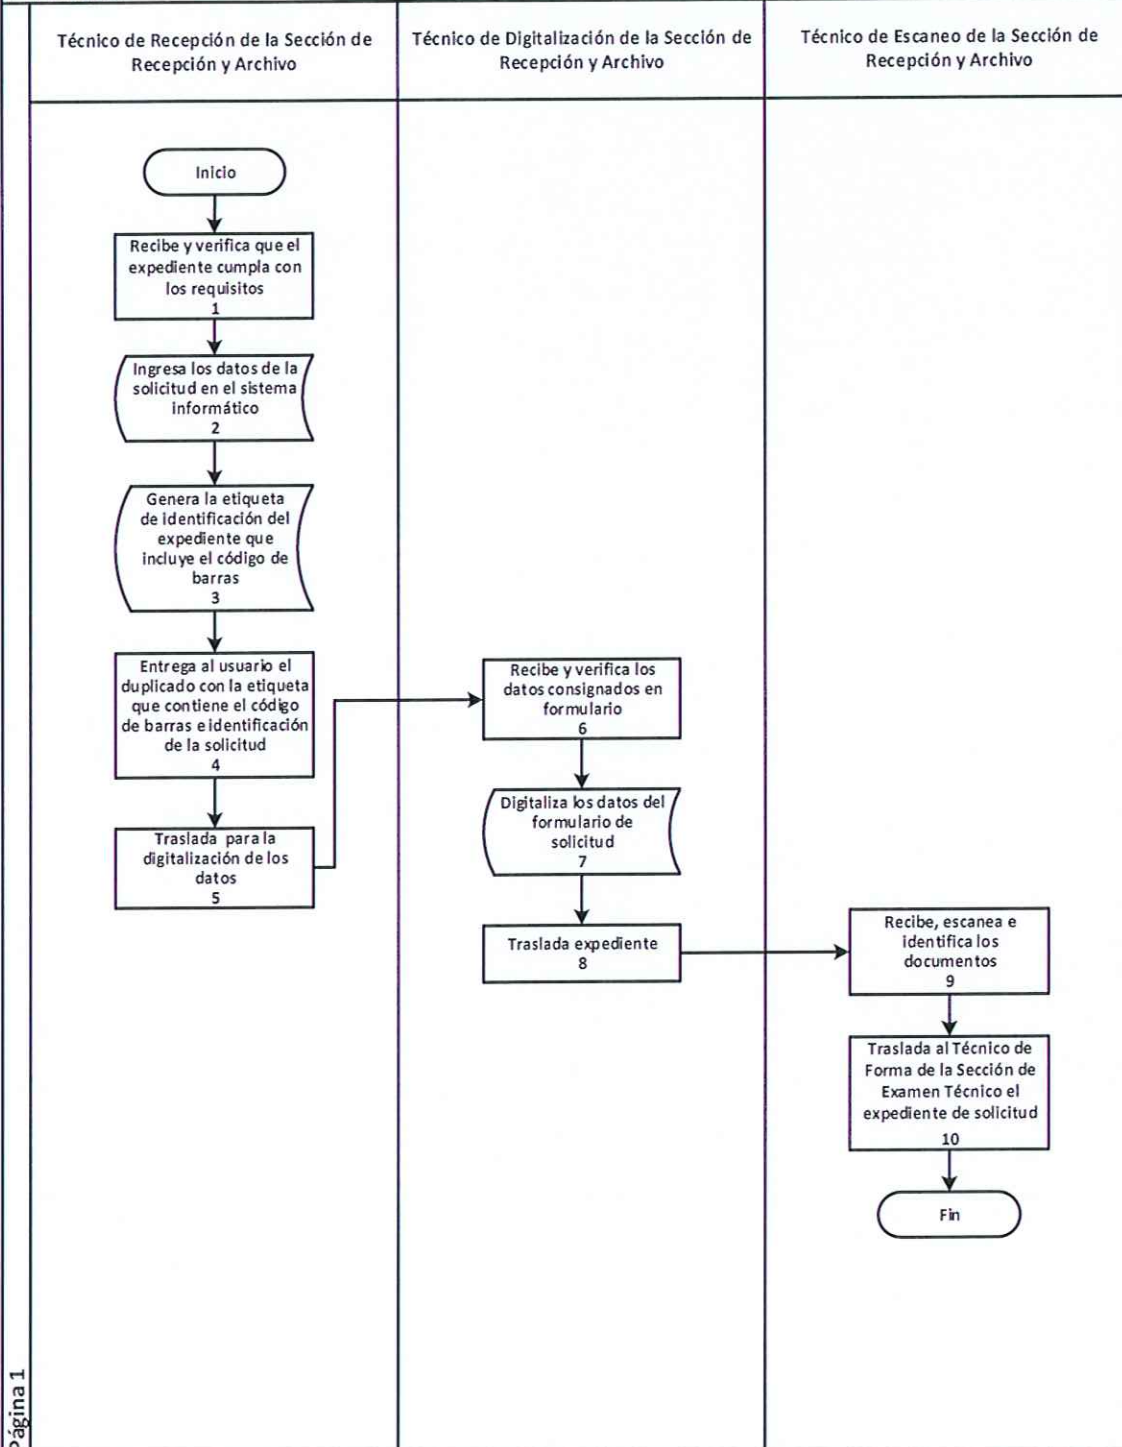 Técnico de Recepción de la Sección de
Recepción y Archivo
Técnico de Digitalización de la Sección de
Recepción y Archivo
Técnico de Escaneo de la Sección de
Recepción y Archivo
Inicio
Recibe y verifica que el
expediente cumpla con
los requisitos
1
Ingresa los datos de la
solicitud en el sistema
informático
2
Genera la etiqueta
de identificación del
expediente que
incluye el código de
barras
3
Entrega al usuario el
duplicado con la etiqueta
que contiene el código
de barras e identificación
de la solicitud
4
Traslada para la
digitalización de los
datos
5
Recibe y verifica los
datos consignados en
formulario
6
Digitaliza los datos del
formulario de
solicitud
7
Traslada expediente
8
Recibe, escanea e
identifica los
documentos
9
Traslada al Técnico de
Forma de la Sección de
Examen Técnico el
expediente de solicitud
10
Fin
Página 1